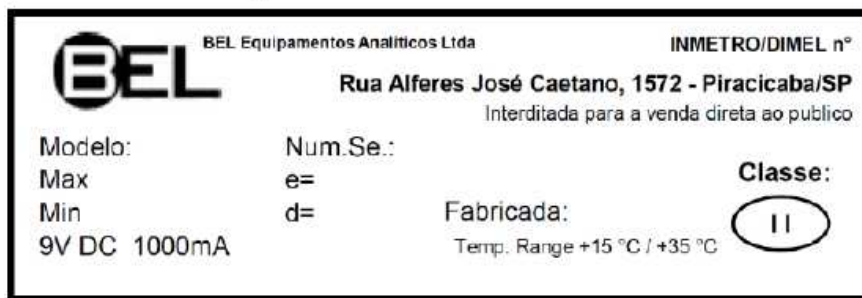 BEL
BEL Equipamentos Analíticos Ltda
INMETRO/DIMEL nº
Rua Alferes José Caetano, 1572 - Piracicaba/SP
Interditada para a venda direta ao publico
Modelo: Num.Se.:
Max e= Classe:
Min d= Fabricada: II
9V DC 1000mA Temp. Range +15 °C / +35 °C